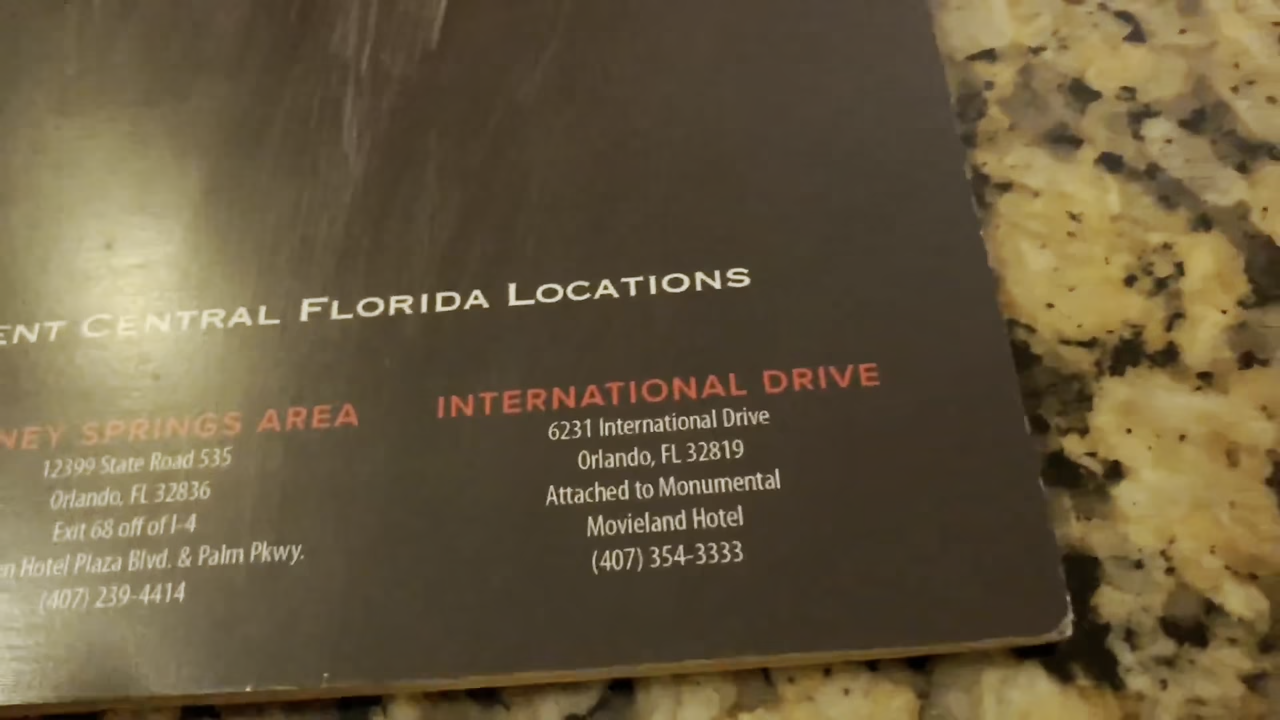 CENTRAL FLORIDA LOCATIONS
SPRINGS AREA
12399 State Road 535
Orlando, FL 32836
Exit 68 off of I-4
Hotel Plaza Blvd. & Palm Pkwy.
(407) 239-4414
INTERNATIONAL DRIVE
6231 International Drive
Orlando, FL 32819
Attached to Monumental
Movieland Hotel
(407) 354-3333